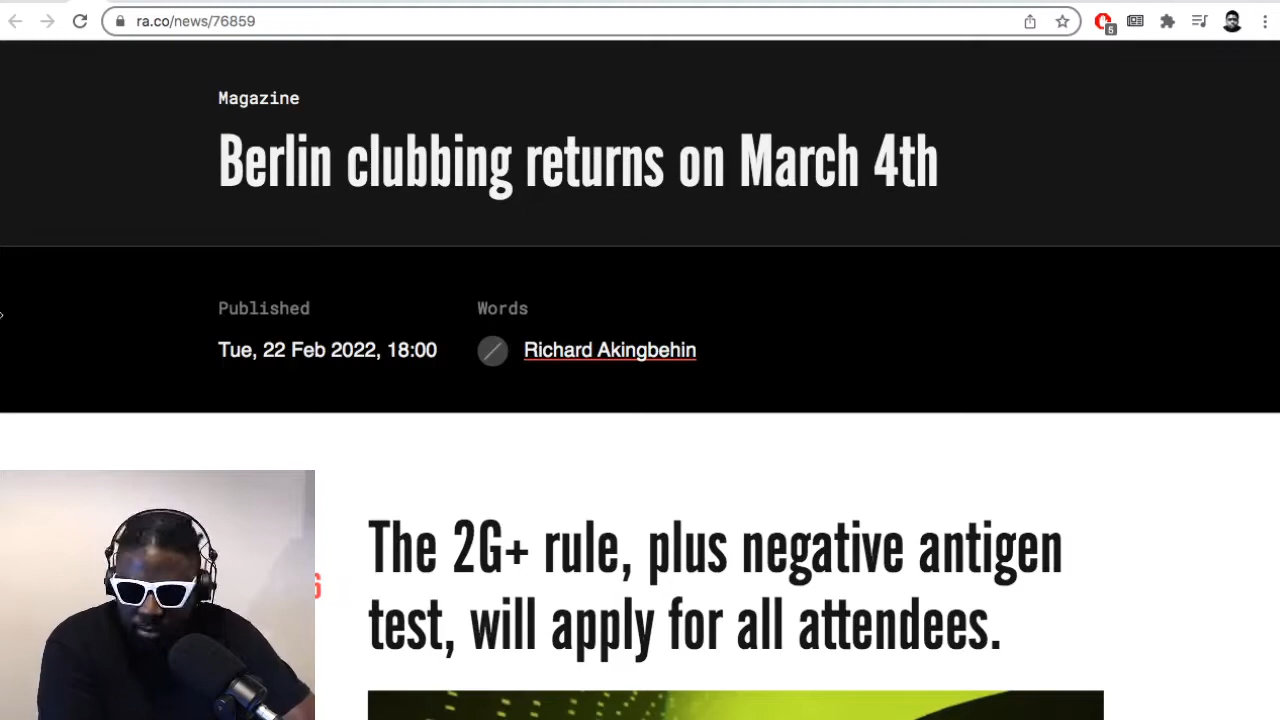 ra.co/news/76859
5
Magazine
Berlin clubbing returns on March 4th
Published
Words
Tue, 22 Feb 2022, 18:00
Richard Akingbehin
The 2G+ rule, plus negative antigen
test, will apply for all attendees.